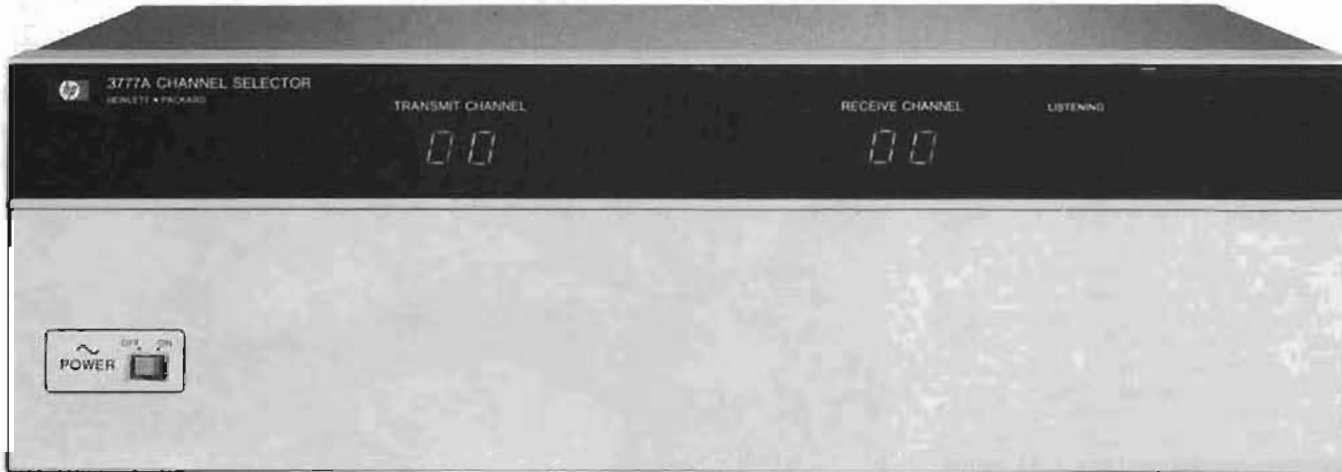 hp 3777A CHANNEL SELECTOR
HEWLETT • PACKARD
TRANSMIT CHANNEL
RECEIVE CHANNEL
LISTENING
00
00
OFF ON
POWER